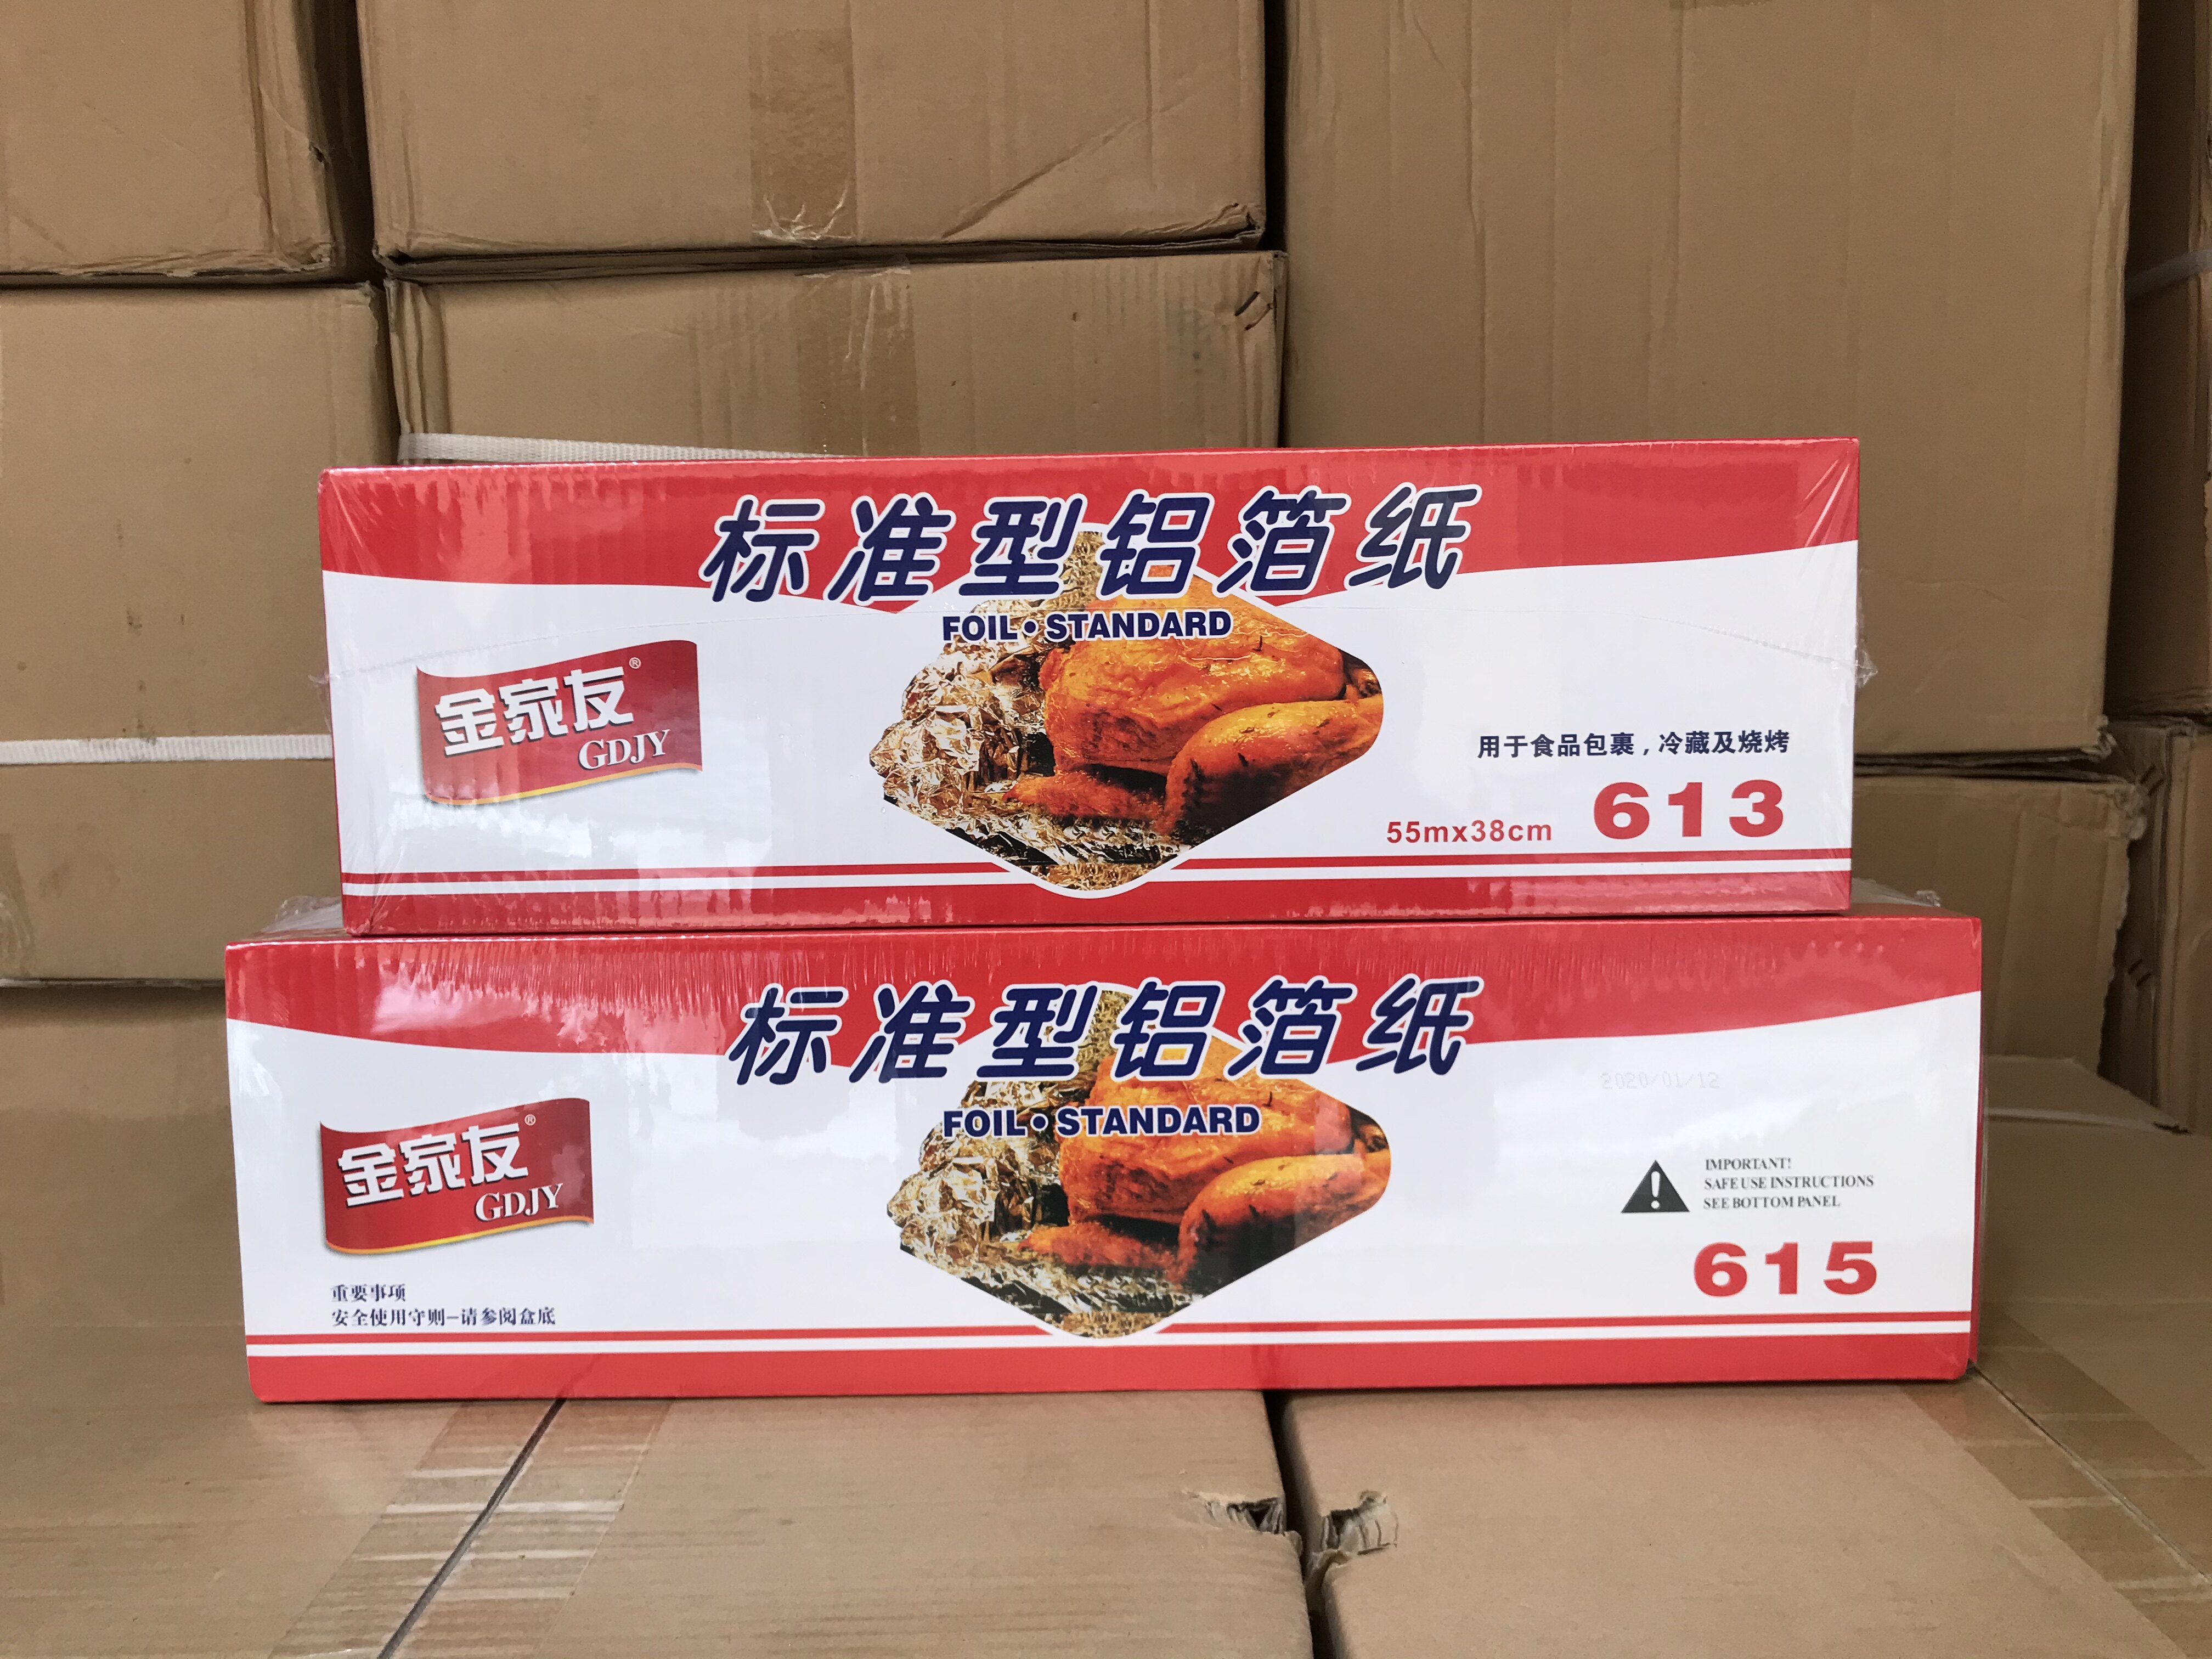 标准型铝箔纸
FOIL•STANDARD
金家友®
GDJY
用于食品包裹，冷藏及烧烤
55mx38cm 613
标准型铝箔纸
2020/01/12
FOIL•STANDARD
金家友®
GDJY
IMPORTANT!
SAFE USE INSTRUCTIONS
SEE BOTTOM PANEL
615
重要事项
安全使用守则—请参阅盒底